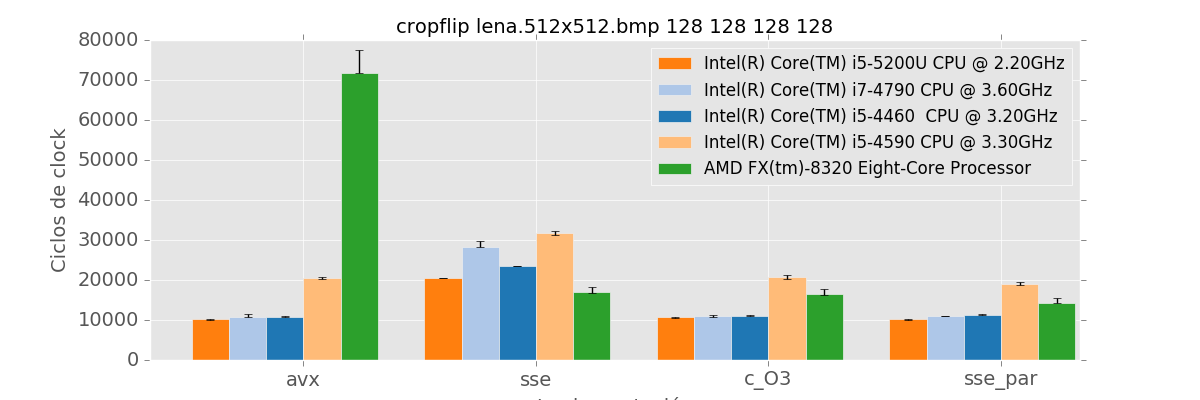 cropflip lena.512x512.bmp 128 128 128 128
80000
70000
60000
50000
40000
30000
20000
10000
0
Ciclos de clock
Intel(R) Core(TM) i5-5200U CPU @ 2.20GHz
Intel(R) Core(TM) i7-4790 CPU @ 3.60GHz
Intel(R) Core(TM) i5-4460  CPU @ 3.20GHz
Intel(R) Core(TM) i5-4590 CPU @ 3.30GHz
AMD FX(tm)-8320 Eight-Core Processor
avx
sse
c_O3
sse_par